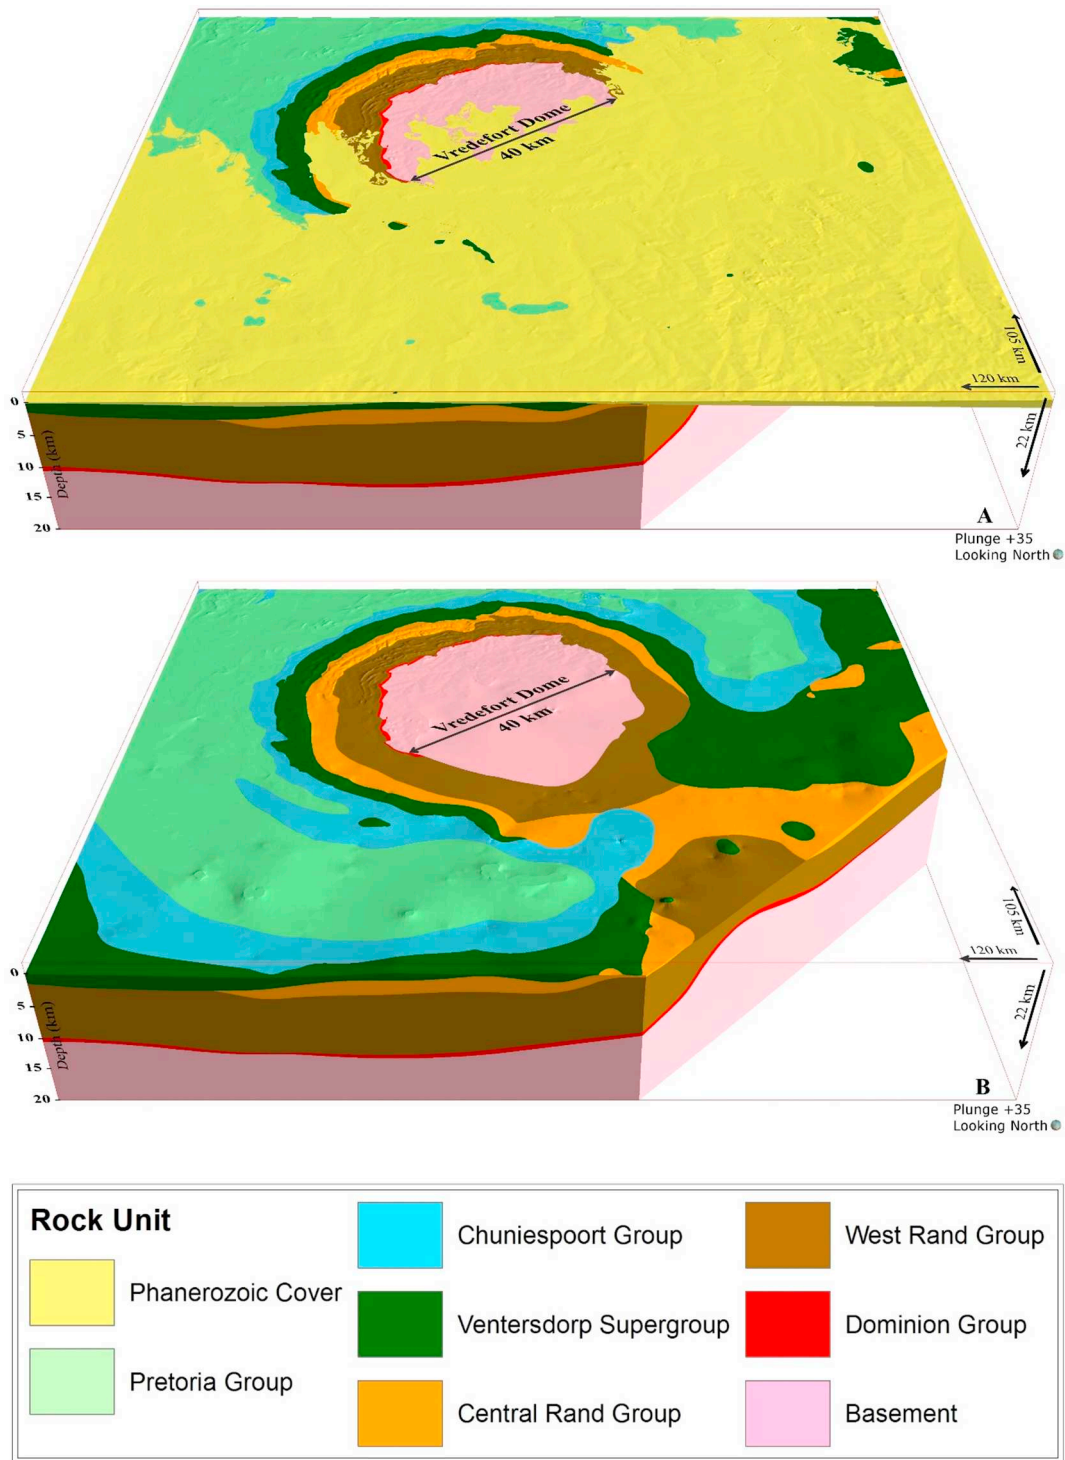 Vredefort Dome
40 km
105 km
120 km
22 km
0
5
10
15
20
Depth (km)
A
Plunge +35
Looking North
Vredefort Dome
40 km
105 km
120 km
22 km
0
5
10
15
20
Depth (km)
B
Plunge +35
Looking North
Rock Unit
Phanerozoic Cover
Pretoria Group
Chuniespoort Group
Ventersdorp Supergroup
Central Rand Group
West Rand Group
Dominion Group
Basement